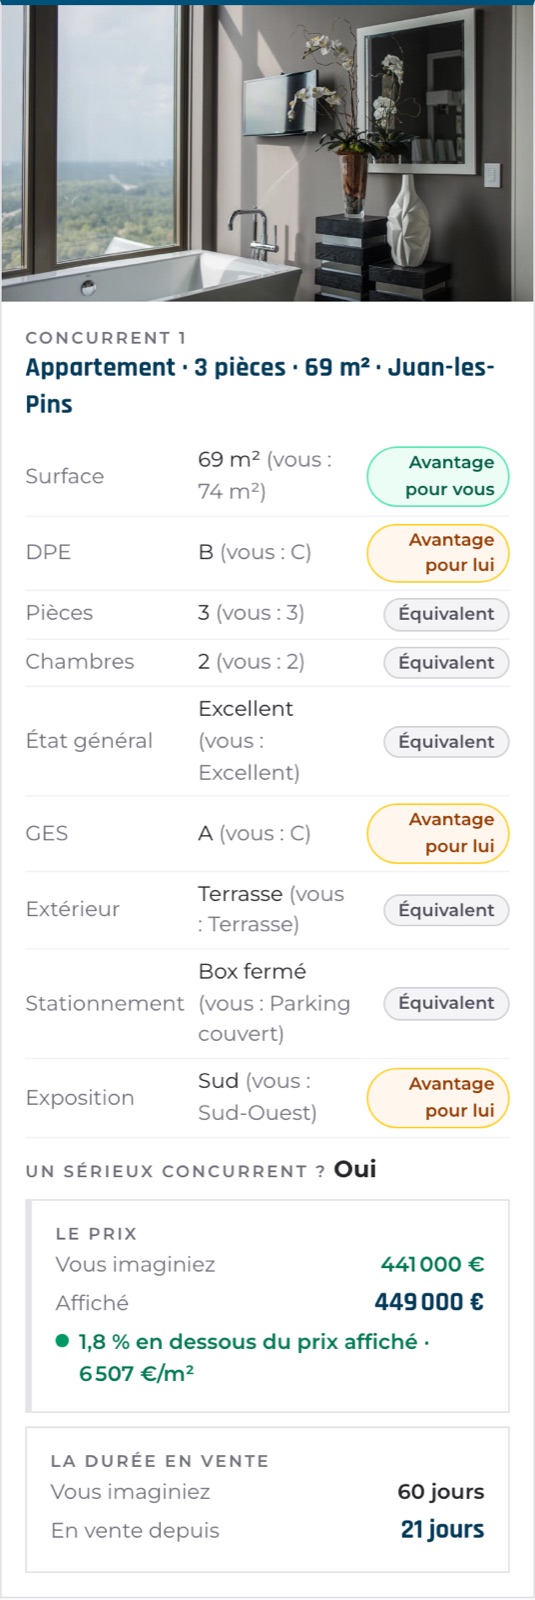 CONCURRENT 1
Appartement · 3 pièces · 69 m² · Juan-les-
Pins
Surface
69 m² (vous :
74 m²)
Avantage
pour vous
DPE
B (vous : C)
Avantage
pour lui
Pièces
3 (vous : 3)
Équivalent
Chambres
2 (vous : 2)
Équivalent
État général
Excellent
(vous :
Excellent)
Équivalent
GES
A (vous : C)
Avantage
pour lui
Extérieur
Terrasse (vous
: Terrasse)
Équivalent
Stationnement
Box fermé
(vous : Parking
couvert)
Équivalent
Exposition
Sud (vous :
Sud-Ouest)
Avantage
pour lui
UN SÉRIEUX CONCURRENT ? Oui
LE PRIX
Vous imaginiez 441 000 €
Affiché 449 000 €
1,8 % en dessous du prix affiché ·
6 507 €/m²
LA DURÉE EN VENTE
Vous imaginiez 60 jours
En vente depuis 21 jours